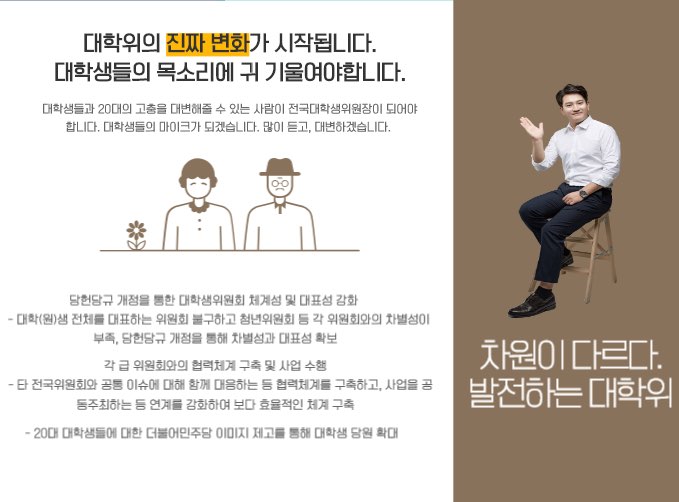 대학위의 진짜 변화가 시작됩니다.
대학생들의 목소리에 귀 기울여야합니다.
대학생들과 20대의 고충을 대변해줄 수 있는 사람이 전국대학생위원장이 되어야
합니다. 대학생들의 마이크가 되겠습니다. 많이 듣고, 대변하겠습니다.
당헌당규 개정을 통한 대학생위원회 체계성 및 대표성 강화
- 대학(원)생 전체를 대표하는 위원회 불구하고 청년위원회 등 각 위원회와의 차별성이
부족, 당헌당규 개정을 통해 차별성과 대표성 확보
각 급 위원회와의 협력체계 구축 및 사업 수행
- 타 전국위원회와 공통 이슈에 대해 함께 대응하는 등 협력체계를 구축하고, 사업을 공
동주최하는 등 연계를 강화하여 보다 효율적인 체계 구축
- 20대 대학생들에 대한 더불어민주당 이미지 제고를 통해 대학생 당원 확대
차원이 다르다.
발전하는 대학위